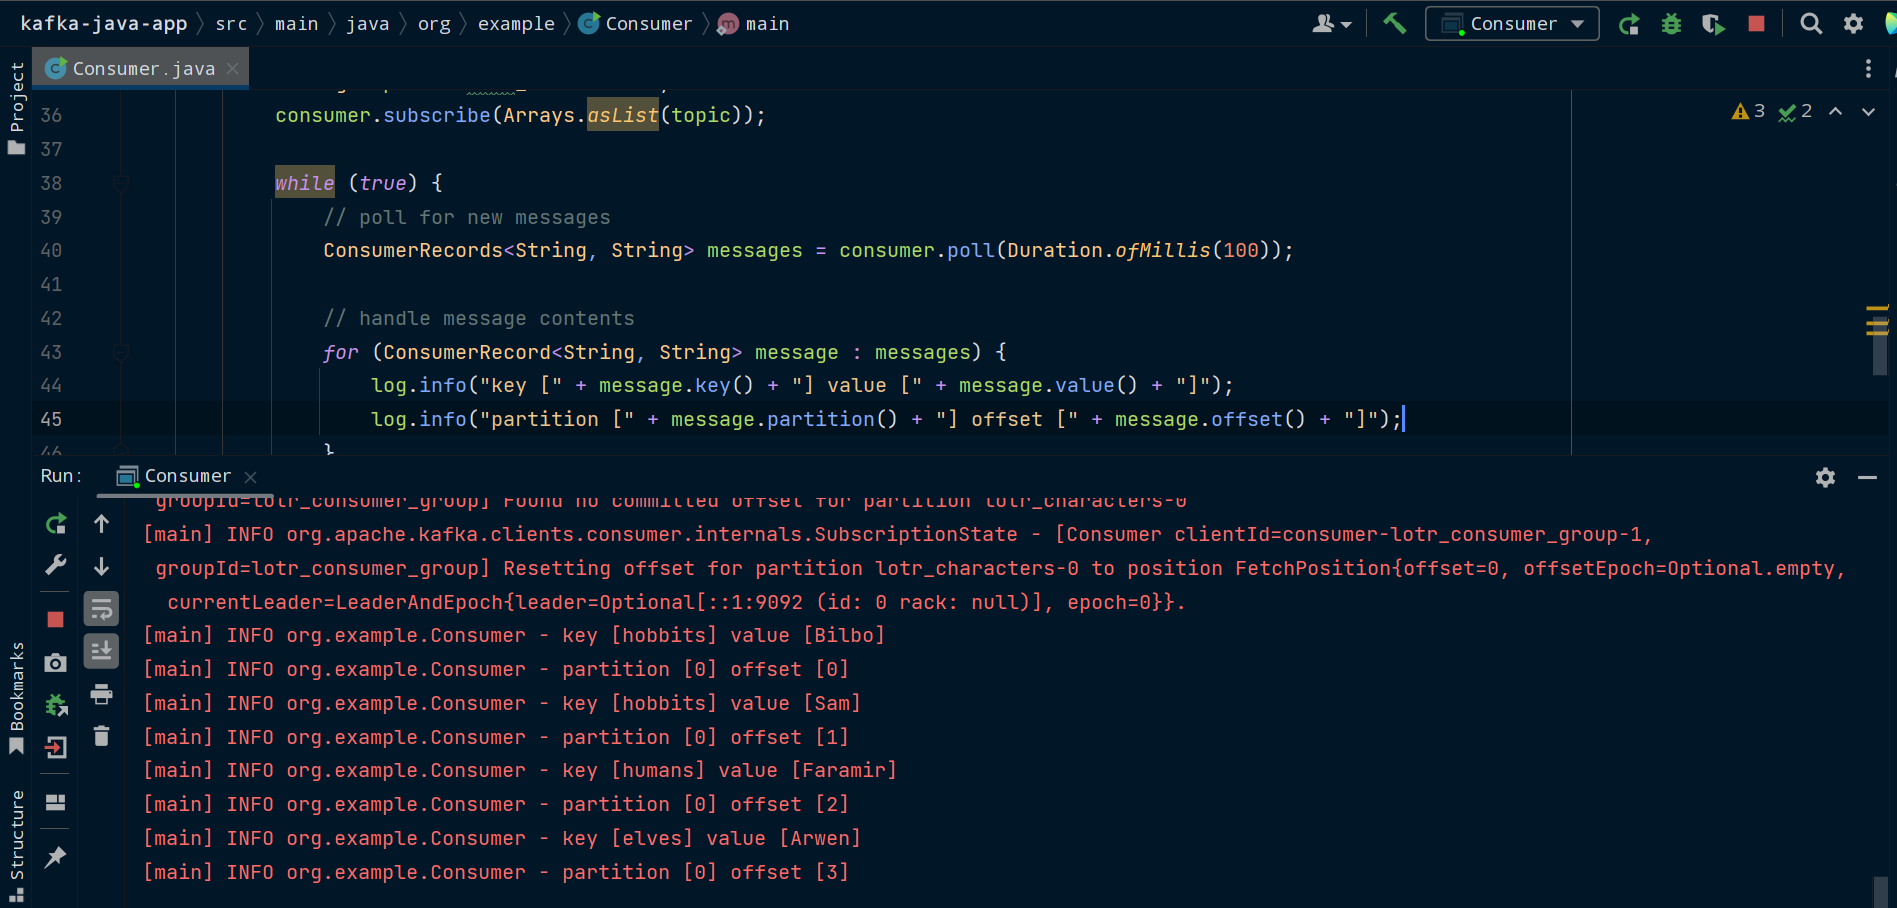 kafka-java-app src main java org example Consumer main
Consumer
Consumer.java
Project
36 consumer.subscribe(Arrays.asList(topic));
3 2
37
38 while (true) {
39 // poll for new messages
40 ConsumerRecords<String, String> messages = consumer.poll(Duration.ofMillis(100));
41
42 // handle message contents
43 for (ConsumerRecord<String, String> message : messages) {
44 log.info("key [" + message.key() + "] value [" + message.value() + "]");
45 log.info("partition [" + message.partition() + "] offset [" + message.offset() + "]");
46 }
Run: Consumer
groupId=lotr_consumer_group] Found no committed offset for partition lotr_characters-0
[main] INFO org.apache.kafka.clients.consumer.internals.SubscriptionState - [Consumer clientId=consumer-lotr_consumer_group-1,
groupId=lotr_consumer_group] Resetting offset for partition lotr_characters-0 to position FetchPosition{offset=0, offsetEpoch=Optional.empty,
currentLeader=LeaderAndEpoch{leader=Optional[::1:9092 (id: 0 rack: null)], epoch=0}}.
[main] INFO org.example.Consumer - key [hobbits] value [Bilbo]
[main] INFO org.example.Consumer - partition [0] offset [0]
[main] INFO org.example.Consumer - key [hobbits] value [Sam]
[main] INFO org.example.Consumer - partition [0] offset [1]
[main] INFO org.example.Consumer - key [humans] value [Faramir]
[main] INFO org.example.Consumer - partition [0] offset [2]
[main] INFO org.example.Consumer - key [elves] value [Arwen]
[main] INFO org.example.Consumer - partition [0] offset [3]
Bookmarks
Structure